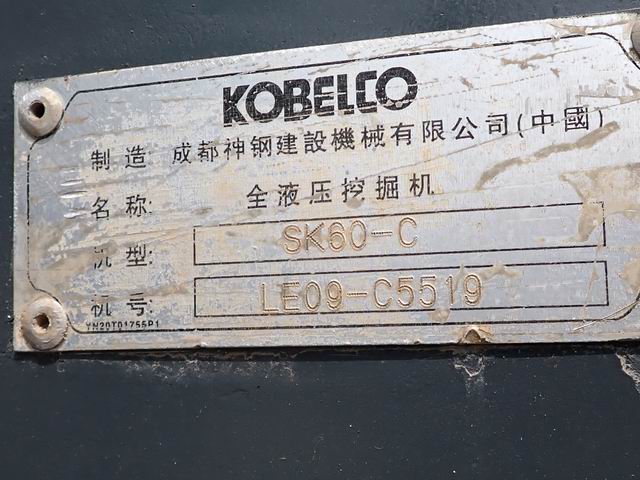 KOBELCO
制造 成都神钢建設機械有限公司(中國)
名称: 全液压挖掘机
机型: SK60-C
机号: LE09-C5519
YN20T01755P1